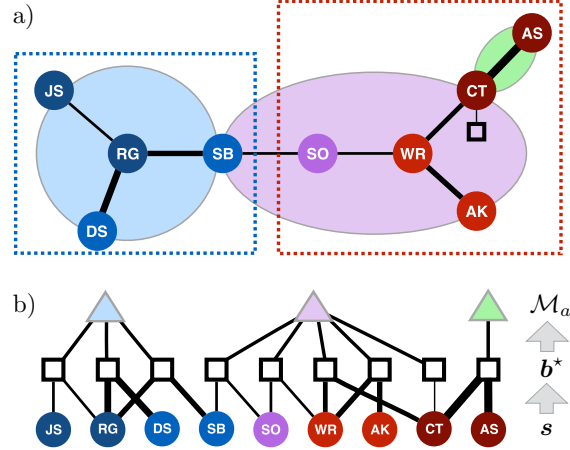 a)
AS
JS
CT
RG
SB
SO
WR
DS
AK
b)
𝓜ₐ
b⋆
s
JS RG DS SB SO WR AK CT AS